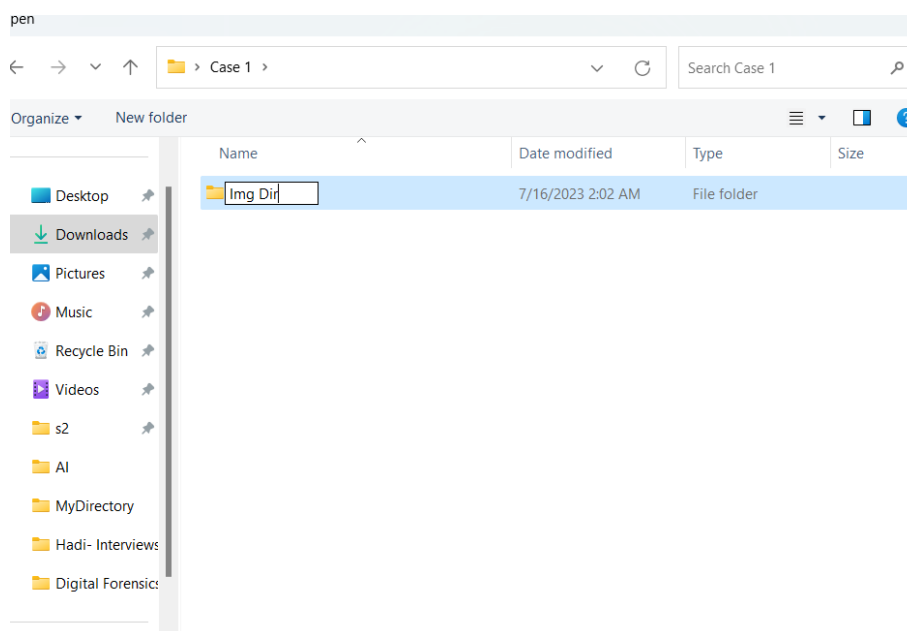 pen
Case 1
Search Case 1
Organize
New folder
Name
Date modified
Type
Size
Img Dir
7/16/2023 2:02 AM
File folder
Desktop
Downloads
Pictures
Music
Recycle Bin
Videos
s2
AI
MyDirectory
Hadi- Interviews
Digital Forensics